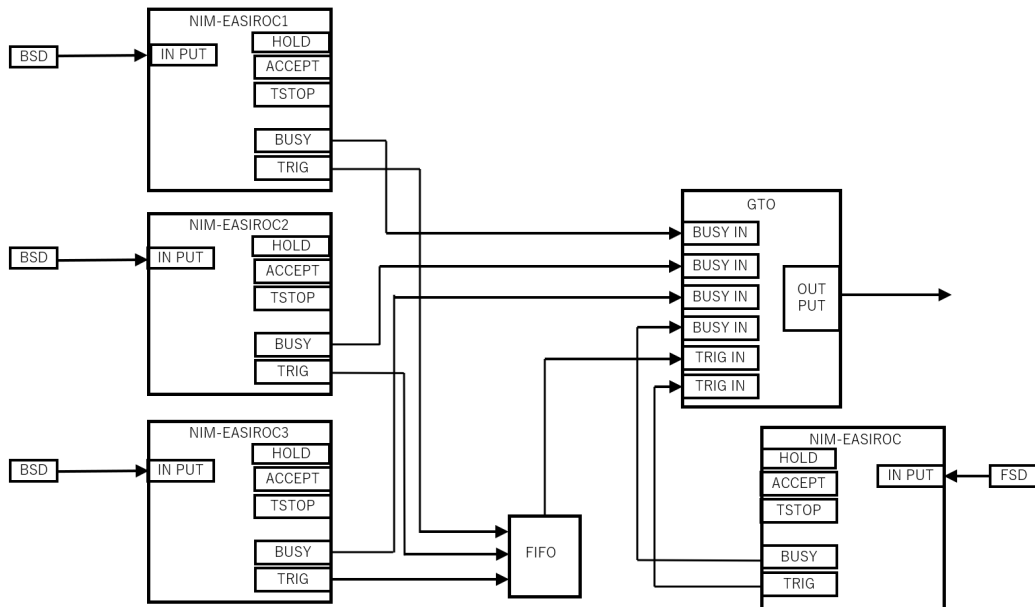 NIM-EASIROC1
BSD
IN PUT
HOLD
ACCEPT
TSTOP
BUSY
TRIG
NIM-EASIROC2
BSD
IN PUT
HOLD
ACCEPT
TSTOP
BUSY
TRIG
NIM-EASIROC3
BSD
IN PUT
HOLD
ACCEPT
TSTOP
BUSY
TRIG
FIFO
GTO
BUSY IN
BUSY IN
BUSY IN
BUSY IN
TRIG IN
TRIG IN
OUT
PUT
NIM-EASIROC
HOLD
ACCEPT
TSTOP
BUSY
TRIG
IN PUT
FSD